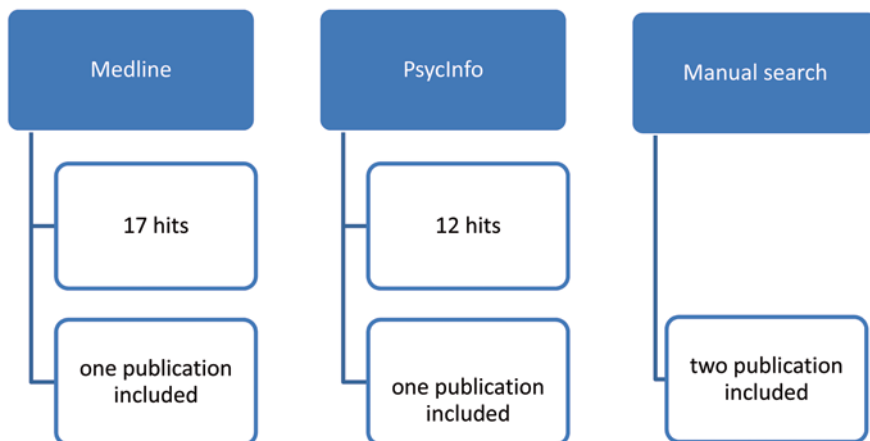 Medline
17 hits
one publication
included
PsycInfo
12 hits
one publication
included
Manual search
two publication
included